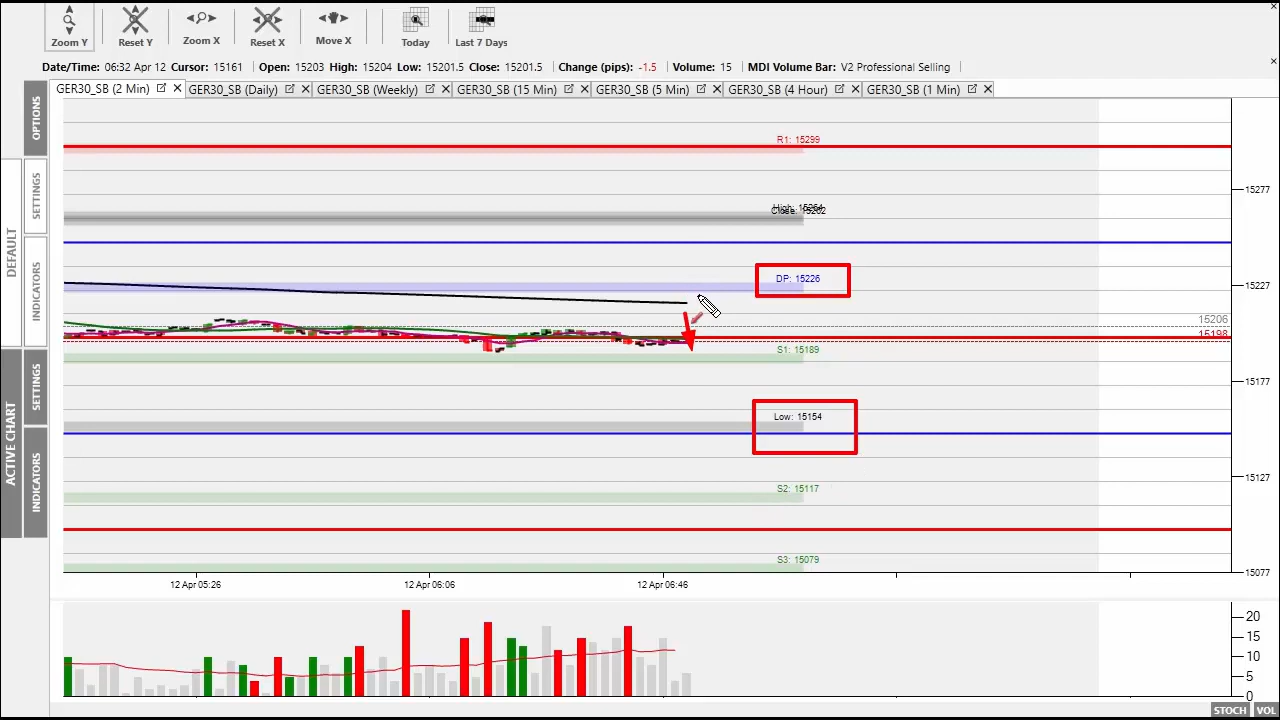 Zoom Y Reset Y Zoom X Reset X Move X Today Last 7 Days
Date/Time: 06:32 Apr 12 Cursor: 15161 Open: 15203 High: 15204 Low: 15201.5 Close: 15201.5 Change (pips): -1.5 Volume: 15 MDI Volume Bar: V2 Professional Selling
GER30_SB (2 Min) GER30_SB (Daily) GER30_SB (Weekly) GER30_SB (15 Min) GER30_SB (5 Min) GER30_SB (4 Hour) GER30_SB (1 Min)
OPTIONS
SETTINGS
DEFAULT
INDICATORS
SETTINGS
ACTIVE CHART
INDICATORS
R1: 15299
15277
High: 15264
Close: 15262
DP: 15226
15227
15206
15198
S1: 15189
15177
Low: 15154
15127
S2: 15117
S3: 15079
15077
12 Apr 05:26 12 Apr 06:06 12 Apr 06:46
20
15
10
5
0
STOCH VOL